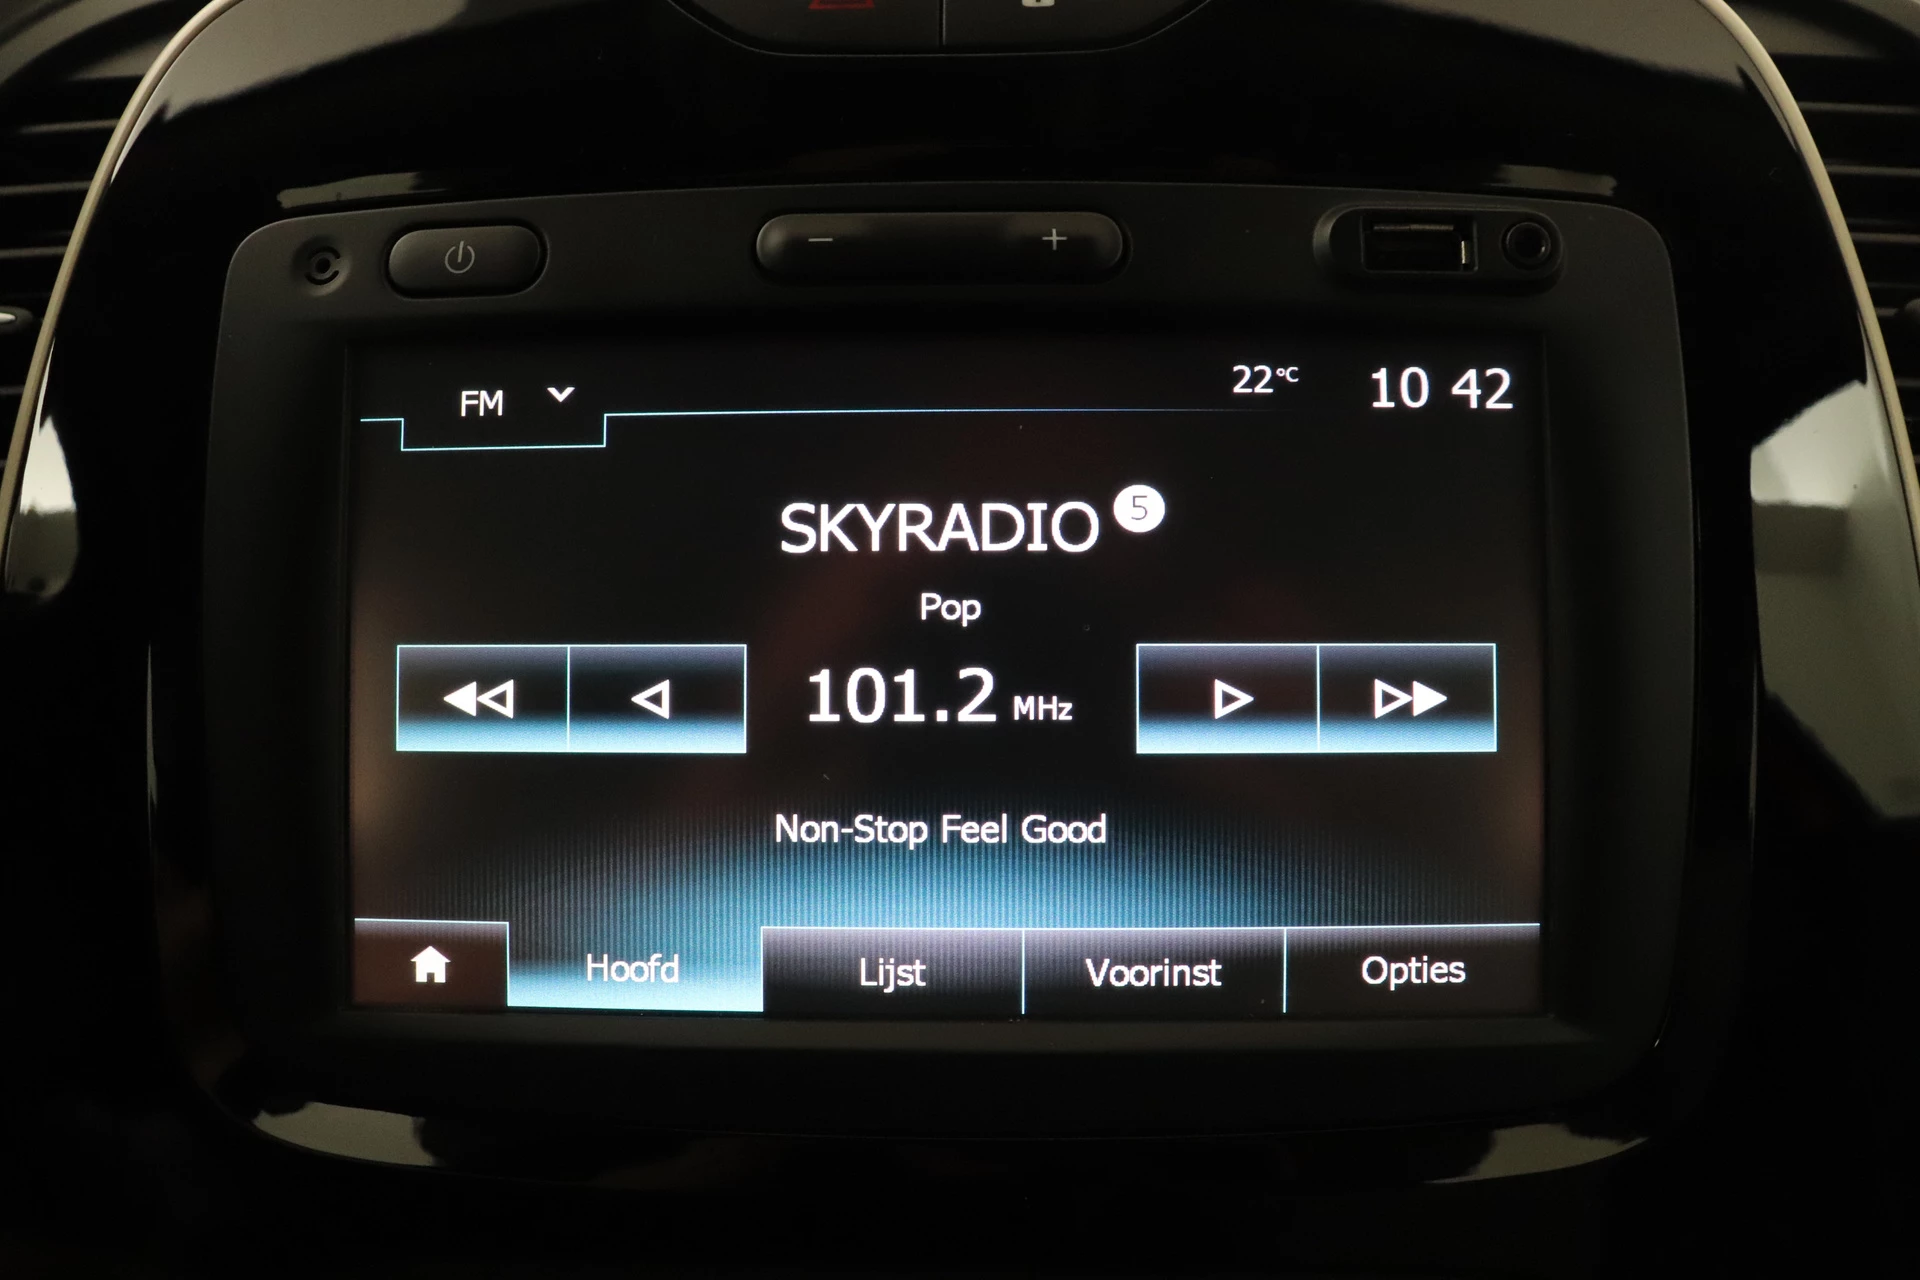 FM
22°C
10 42
SKYRADIO 5
Pop
101.2 MHz
Non-Stop Feel Good
Hoofd
Lijst
Voorinst
Opties